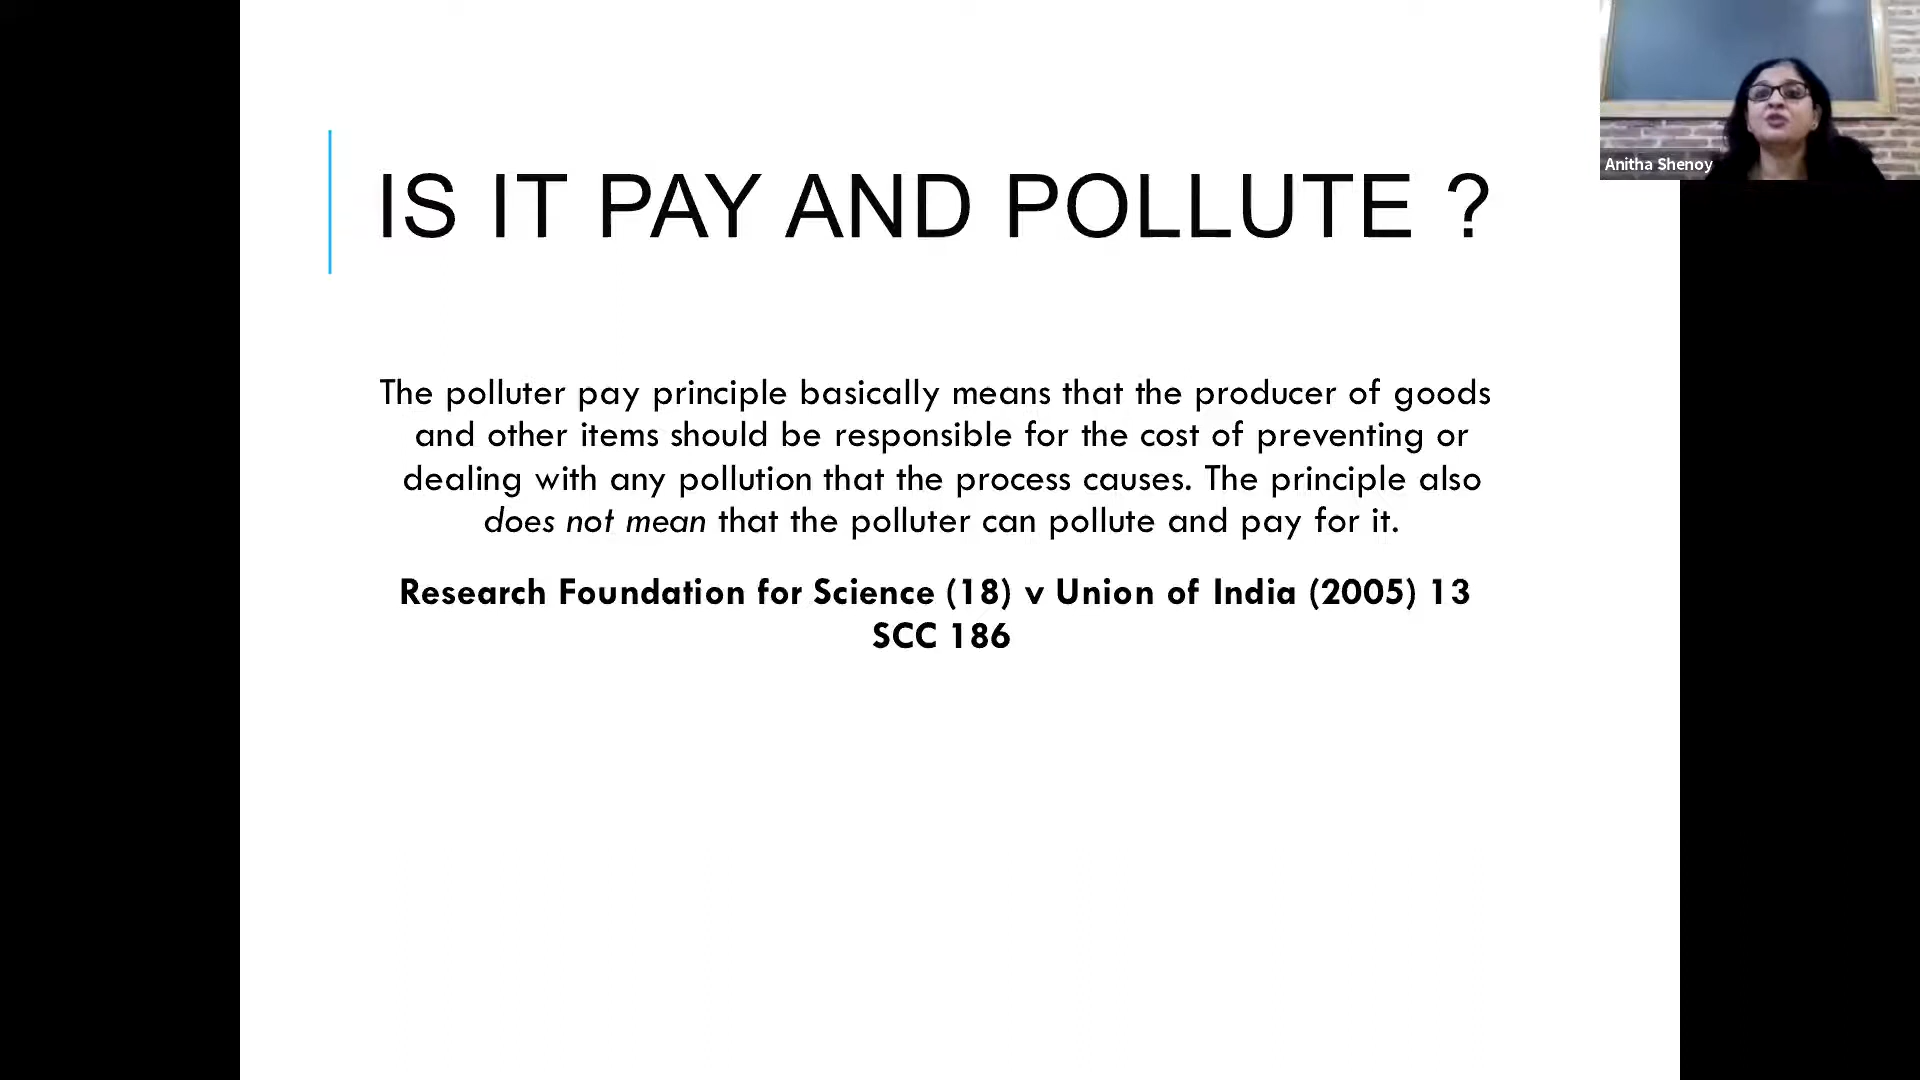 IS IT PAY AND POLLUTE ?
The polluter pay principle basically means that the producer of goods
and other items should be responsible for the cost of preventing or
dealing with any pollution that the process causes. The principle also
does not mean that the polluter can pollute and pay for it.
Research Foundation for Science (18) v Union of India (2005) 13
SCC 186
Anitha Shenoy